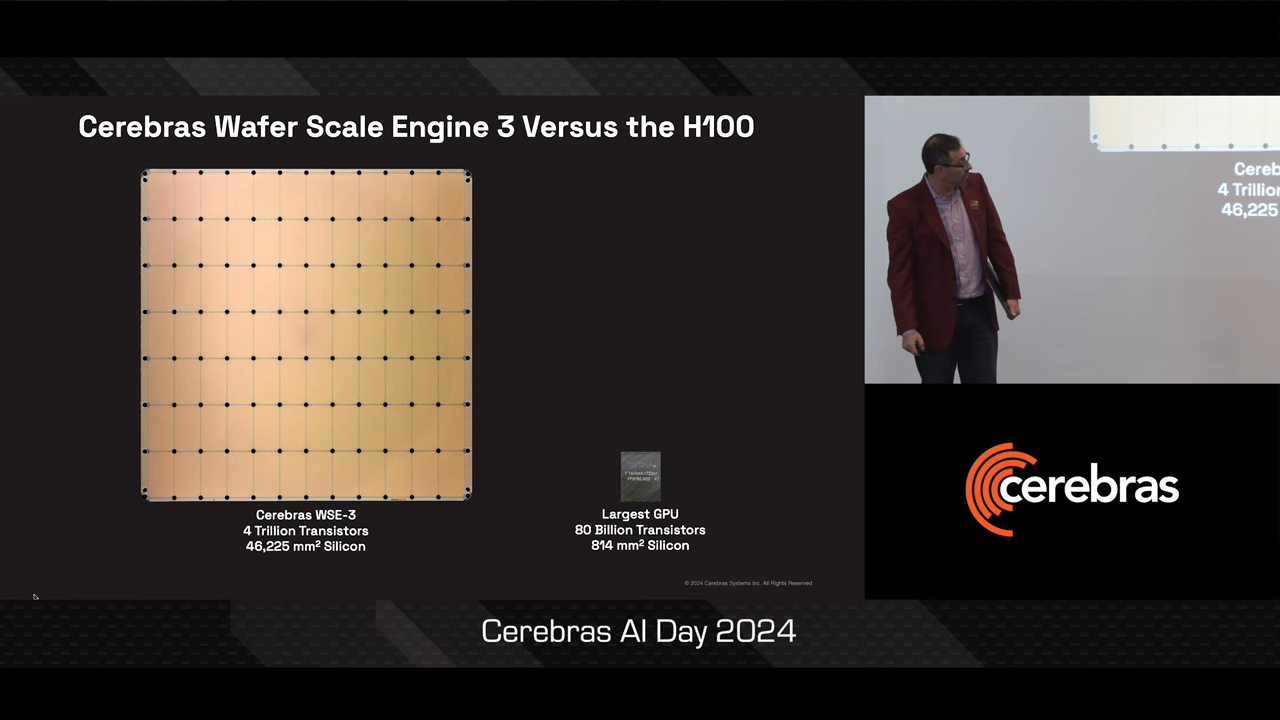 Cerebras Wafer Scale Engine 3 Versus the H100
Cerebras WSE-3
4 Trillion Transistors
46,225 mm² Silicon
Largest GPU
80 Billion Transistors
814 mm² Silicon
© 2024 Cerebras Systems Inc. All Rights Reserved
Cereb
4 Trillion
46,225
cerebras
Cerebras AI Day 2024